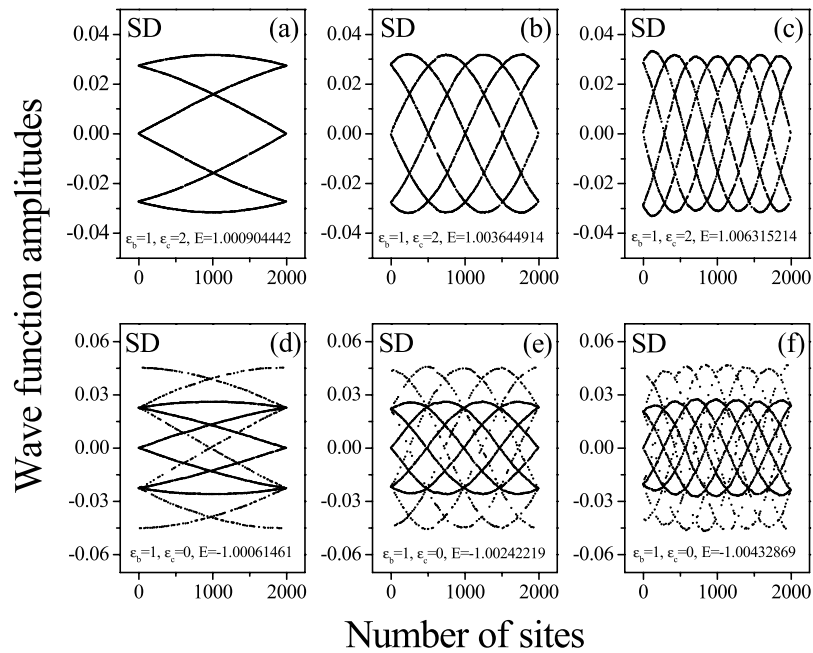 Wave function amplitudes
SD (a)
0.04
0.02
0.00
-0.02
-0.04
ε_b=1, ε_c=2, E=1.000904442
0 1000 2000
SD (b)
0.04
0.02
0.00
-0.02
-0.04
ε_b=1, ε_c=2, E=1.003644914
0 1000 2000
SD (c)
0.04
0.02
0.00
-0.02
-0.04
ε_b=1, ε_c=2, E=1.006315214
0 1000 2000
SD (d)
0.06
0.03
0.00
-0.03
-0.06
ε_b=1, ε_c=0, E=-1.00061461
0 1000 2000
SD (e)
0.06
0.03
0.00
-0.03
-0.06
ε_b=1, ε_c=0, E=-1.00242219
0 1000 2000
SD (f)
0.06
0.03
0.00
-0.03
-0.06
ε_b=1, ε_c=0, E=-1.00432869
0 1000 2000
Number of sites